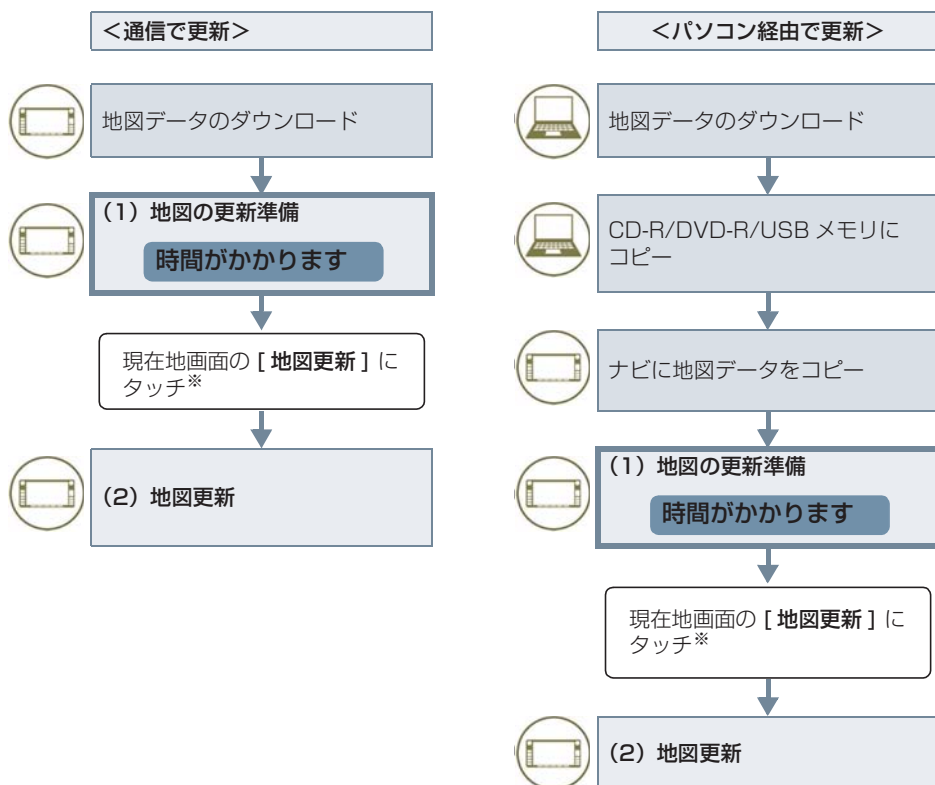 ＜通信で更新＞
地図データのダウンロード
（1）地図の更新準備
時間がかかります
現在地画面の [ 地図更新 ] に
タッチ※
（2）地図更新
＜パソコン経由で更新＞
地図データのダウンロード
CD-R/DVD-R/USB メモリに
コピー
ナビに地図データをコピー
（1）地図の更新準備
時間がかかります
現在地画面の [ 地図更新 ] に
タッチ※
（2）地図更新